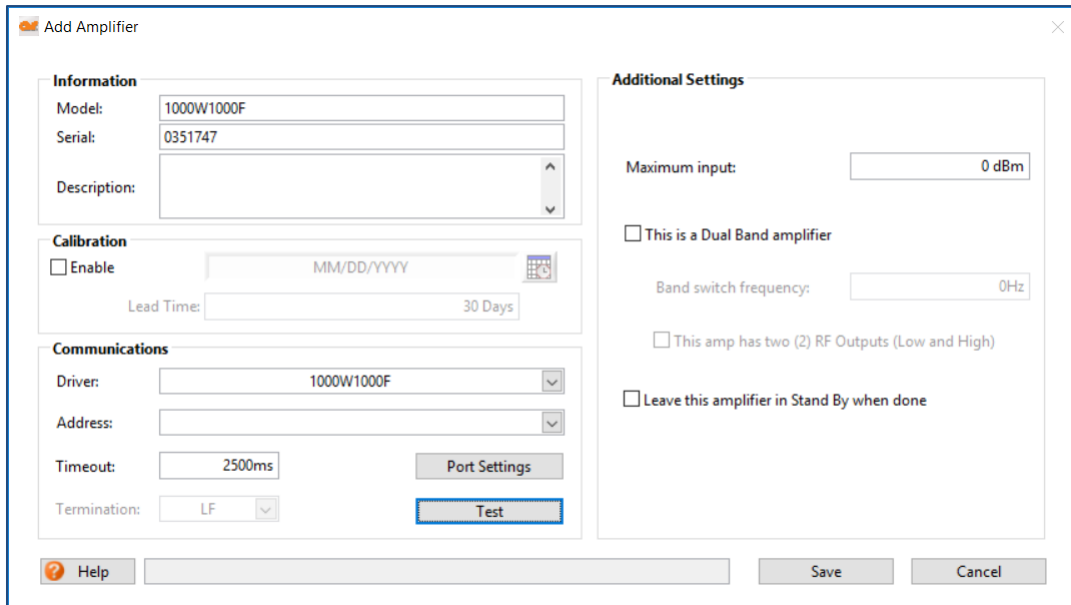 Add Amplifier
Information
Model: 1000W1000F
Serial: 0351747
Description:
Calibration
Enable MM/DD/YYYY
Lead Time: 30 Days
Communications
Driver: 1000W1000F
Address:
Timeout: 2500ms Port Settings
Termination: LF Test
Additional Settings
Maximum input: 0 dBm
This is a Dual Band amplifier
Band switch frequency: 0Hz
This amp has two (2) RF Outputs (Low and High)
Leave this amplifier in Stand By when done
? Help Save Cancel